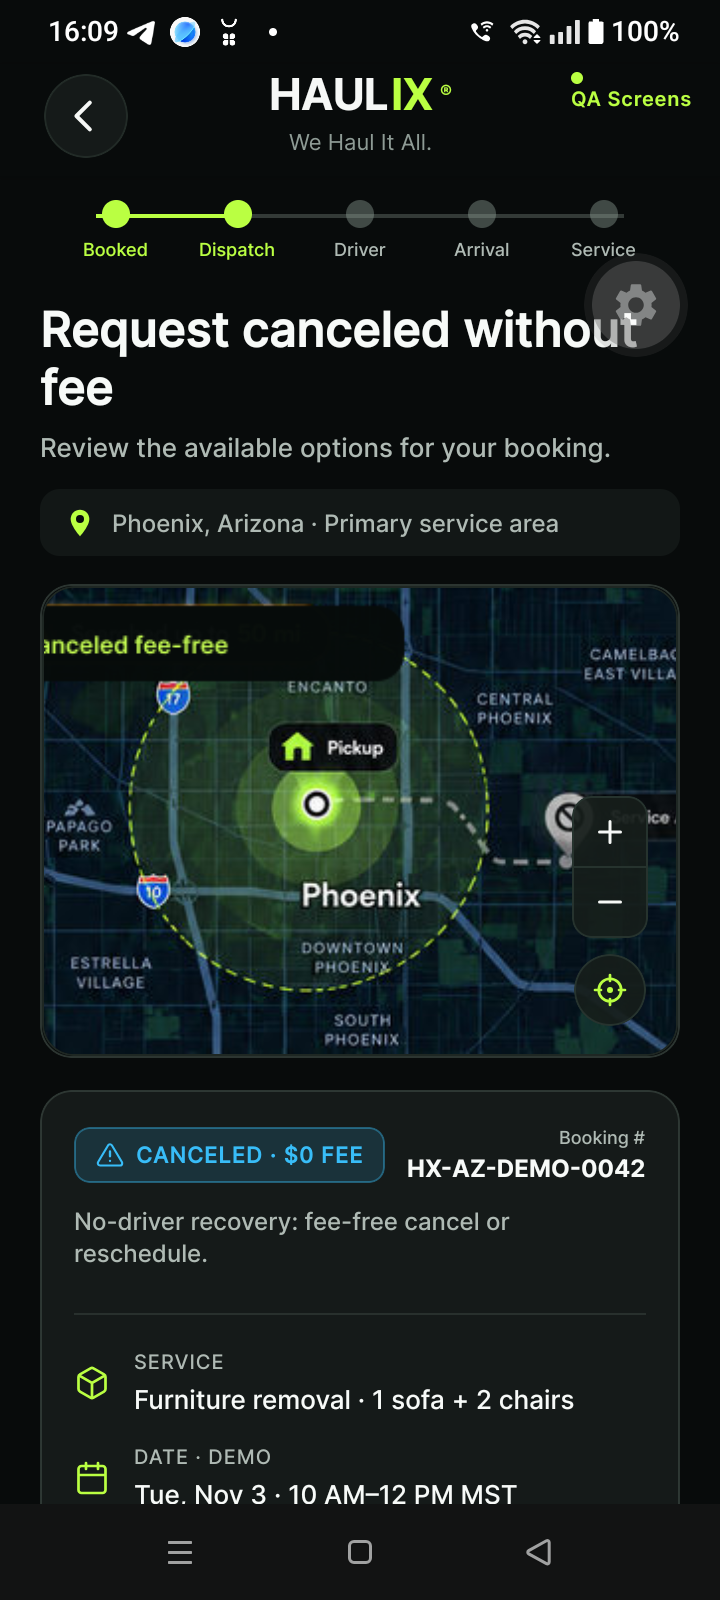 16:09
100%
HAULIX ®
QA Screens
We Haul It All.
Booked Dispatch Driver Arrival Service
Request canceled without
fee
Review the available options for your booking.
Phoenix, Arizona · Primary service area
anceled fee-free
ENCANTO
CAMELBAC
EAST VILLA
17
CENTRAL
PHOENIX
Pickup
PAPAGO
PARK
ice
10
Phoenix
DOWNTOWN
PHOENIX
ESTRELLA
VILLAGE
SOUTH
PHOENIX
CANCELED · $0 FEE
Booking #
HX-AZ-DEMO-0042
No-driver recovery: fee-free cancel or
reschedule.
SERVICE
Furniture removal · 1 sofa + 2 chairs
DATE · DEMO
Tue, Nov 3 · 10 AM–12 PM MST